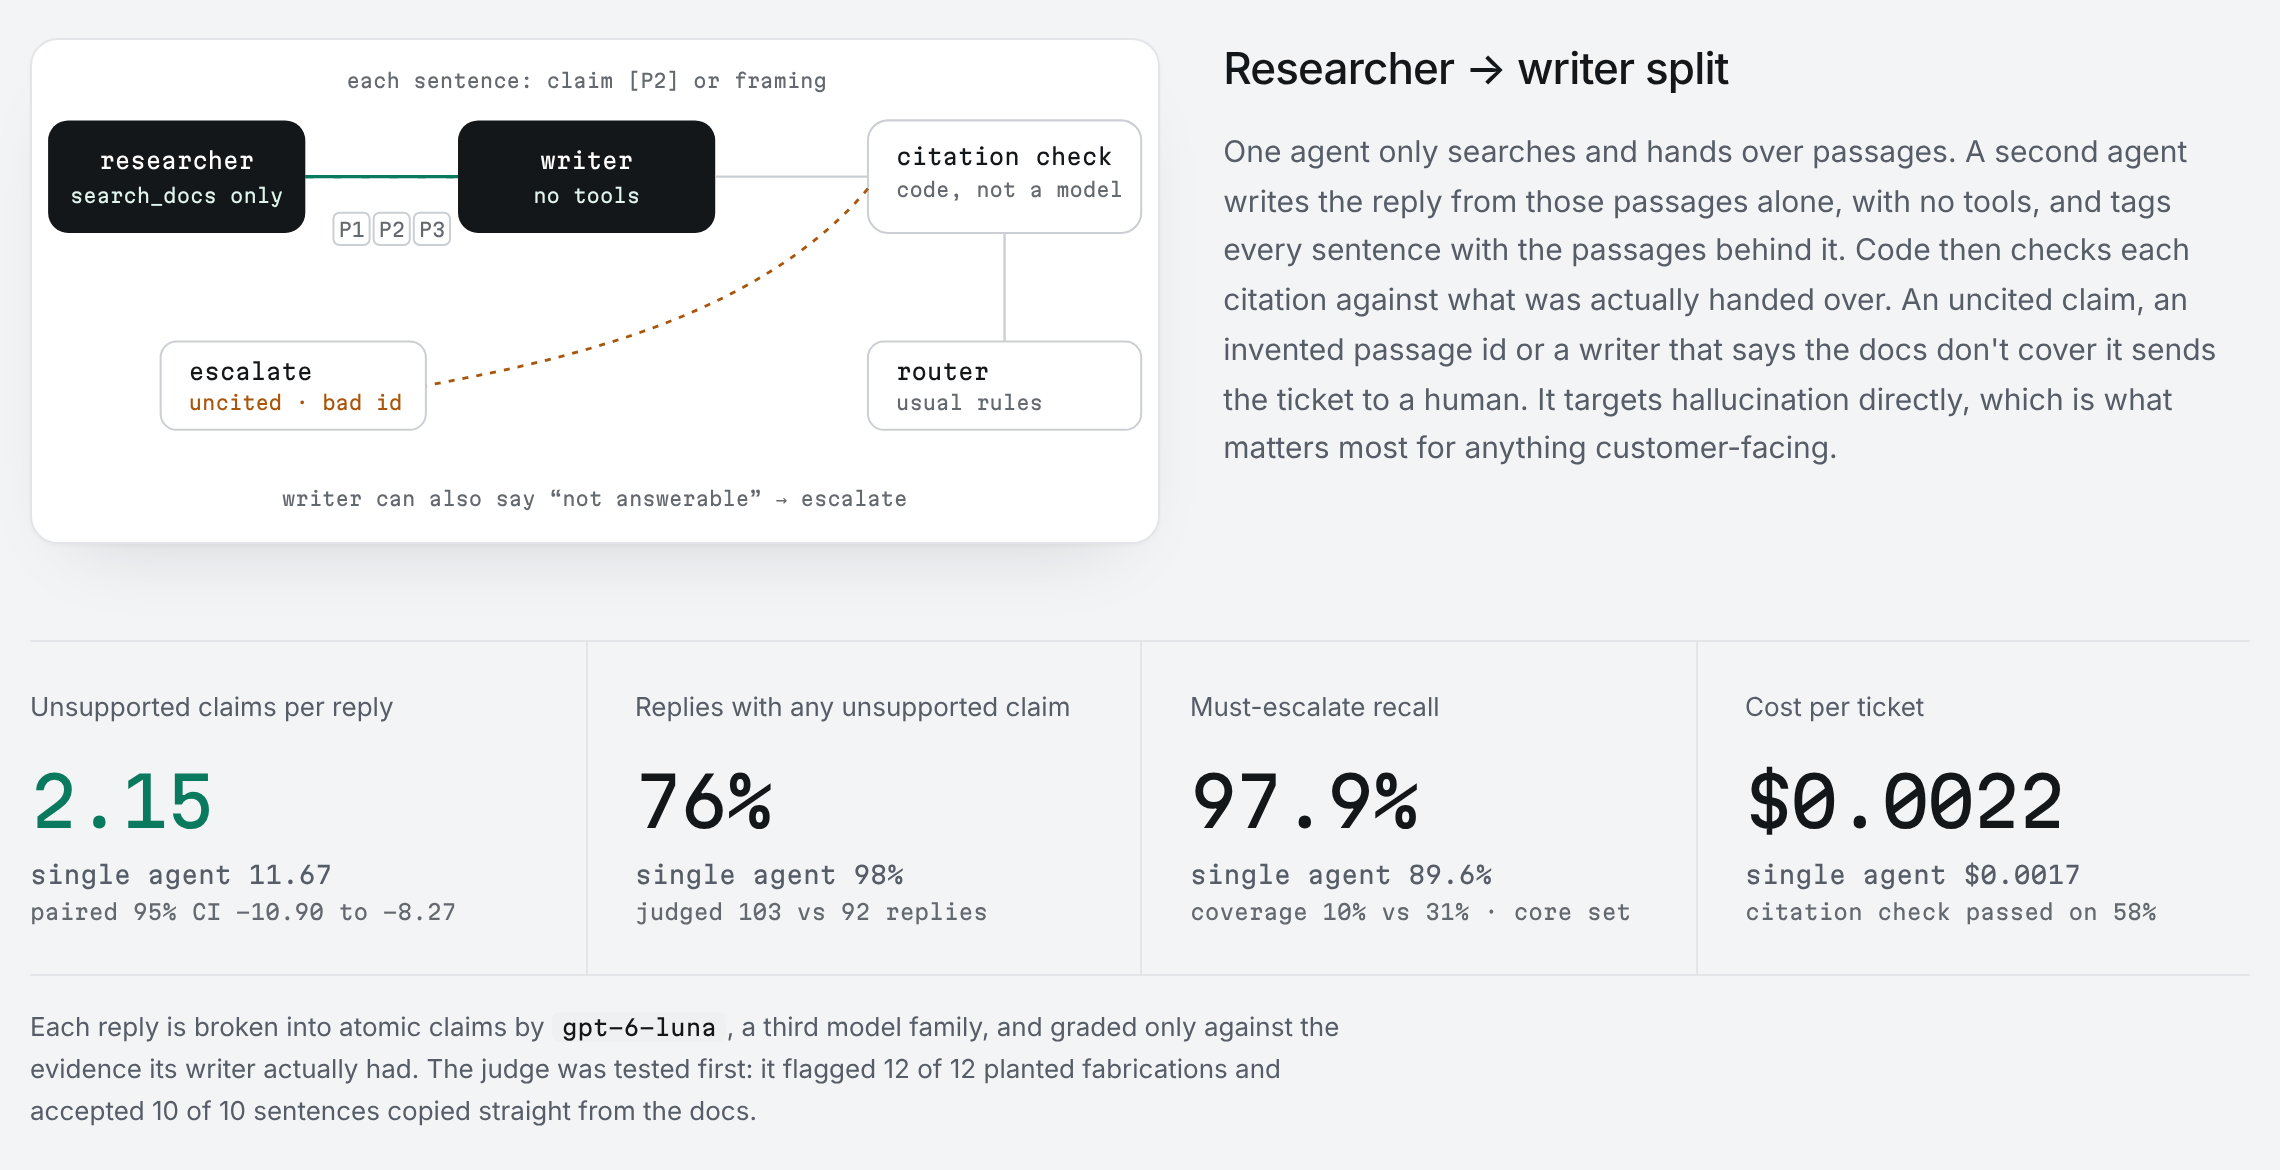 each sentence: claim [P2] or framing
researcher
search_docs only
P1 P2 P3
writer
no tools
citation check
code, not a model
escalate
uncited · bad id
router
usual rules
writer can also say “not answerable” → escalate
Researcher → writer split
One agent only searches and hands over passages. A second agent
writes the reply from those passages alone, with no tools, and tags
every sentence with the passages behind it. Code then checks each
citation against what was actually handed over. An uncited claim, an
invented passage id or a writer that says the docs don't cover it sends
the ticket to a human. It targets hallucination directly, which is what
matters most for anything customer-facing.
Unsupported claims per reply
2.15
single agent 11.67
paired 95% CI −10.90 to −8.27
Replies with any unsupported claim
76%
single agent 98%
judged 103 vs 92 replies
Must-escalate recall
97.9%
single agent 89.6%
coverage 10% vs 31% · core set
Cost per ticket
$0.0022
single agent $0.0017
citation check passed on 58%
Each reply is broken into atomic claims by gpt-6-luna, a third model family, and graded only against the
evidence its writer actually had. The judge was tested first: it flagged 12 of 12 planted fabrications and
accepted 10 of 10 sentences copied straight from the docs.